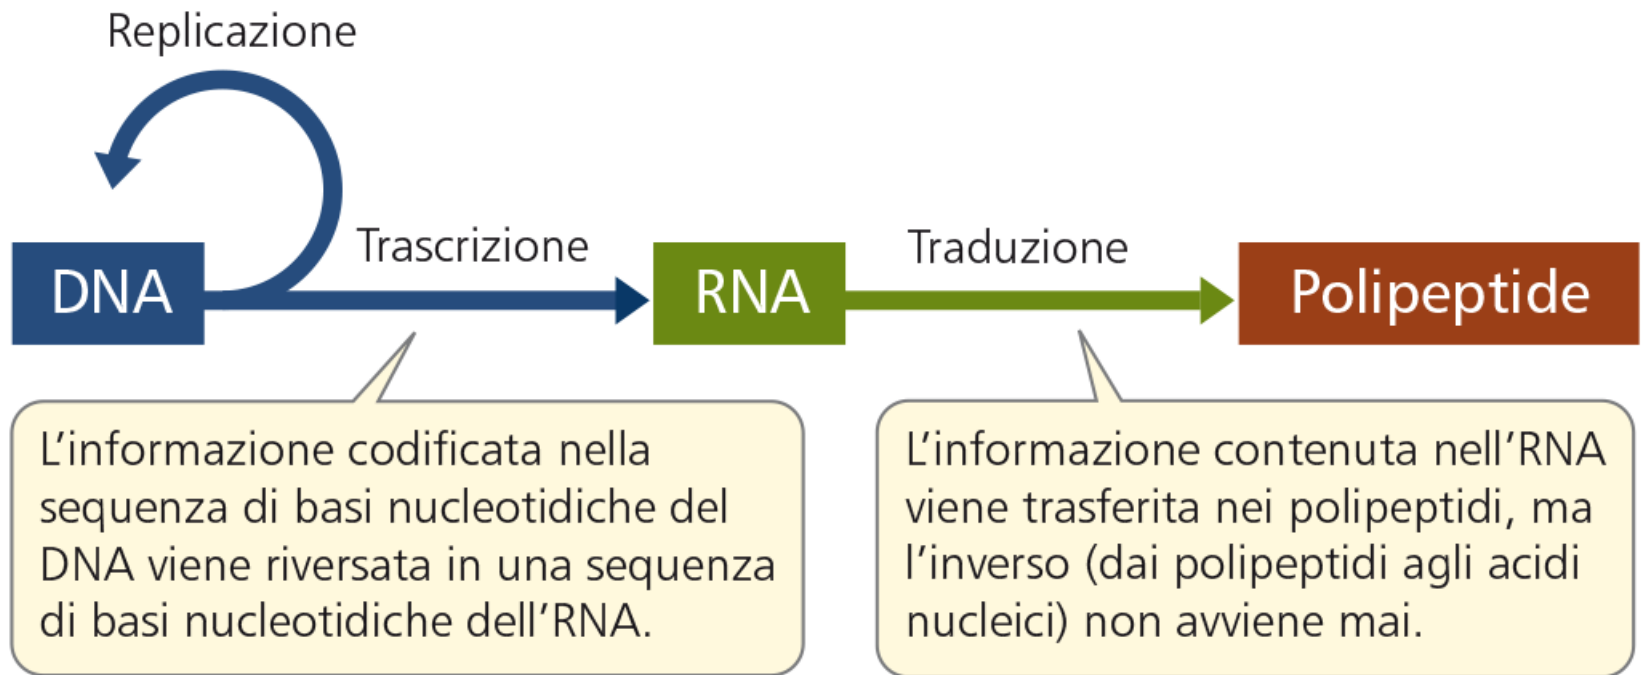 Replicazione
Trascrizione
Traduzione
DNA
RNA
Polipeptide
L’informazione codificata nella
sequenza di basi nucleotidiche del
DNA viene riversata in una sequenza
di basi nucleotidiche dell’RNA.
L’informazione contenuta nell’RNA
viene trasferita nei polipeptidi, ma
l’inverso (dai polipeptidi agli acidi
nucleici) non avviene mai.